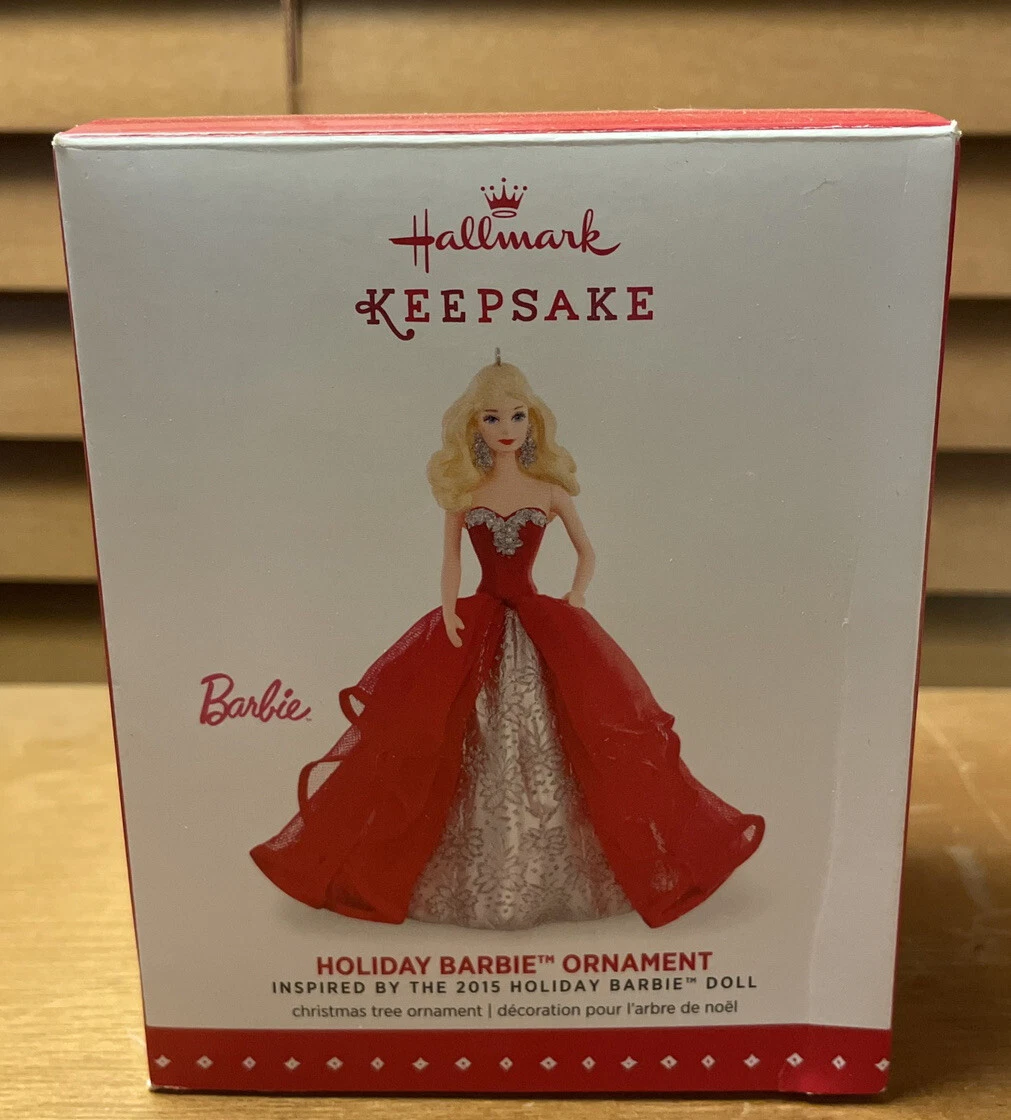 Hallmark
KEEPSAKE
Barbie™
HOLIDAY BARBIE™ ORNAMENT
INSPIRED BY THE 2015 HOLIDAY BARBIE™ DOLL
christmas tree ornament | décoration pour l'arbre de noël